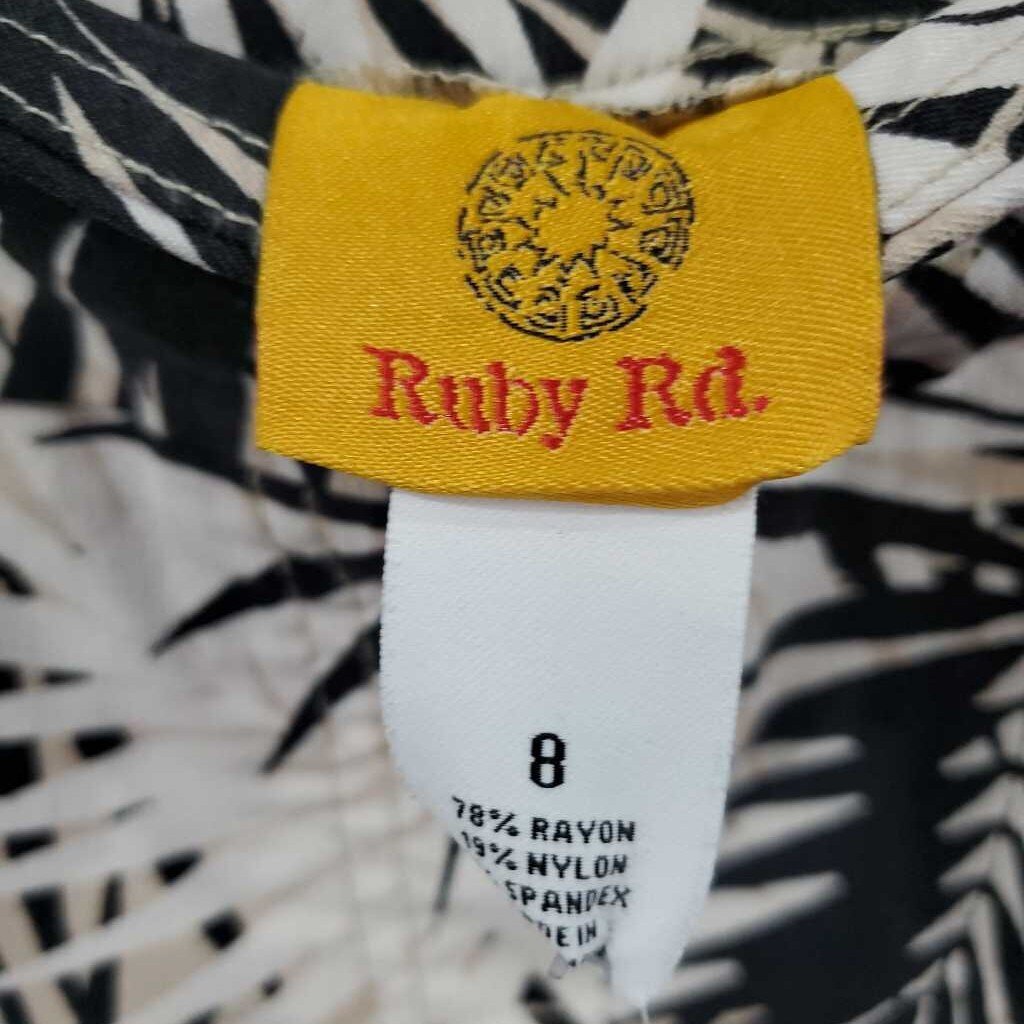 Ruby Rd.
8
78% RAYON
19% NYLON
SPANDEX